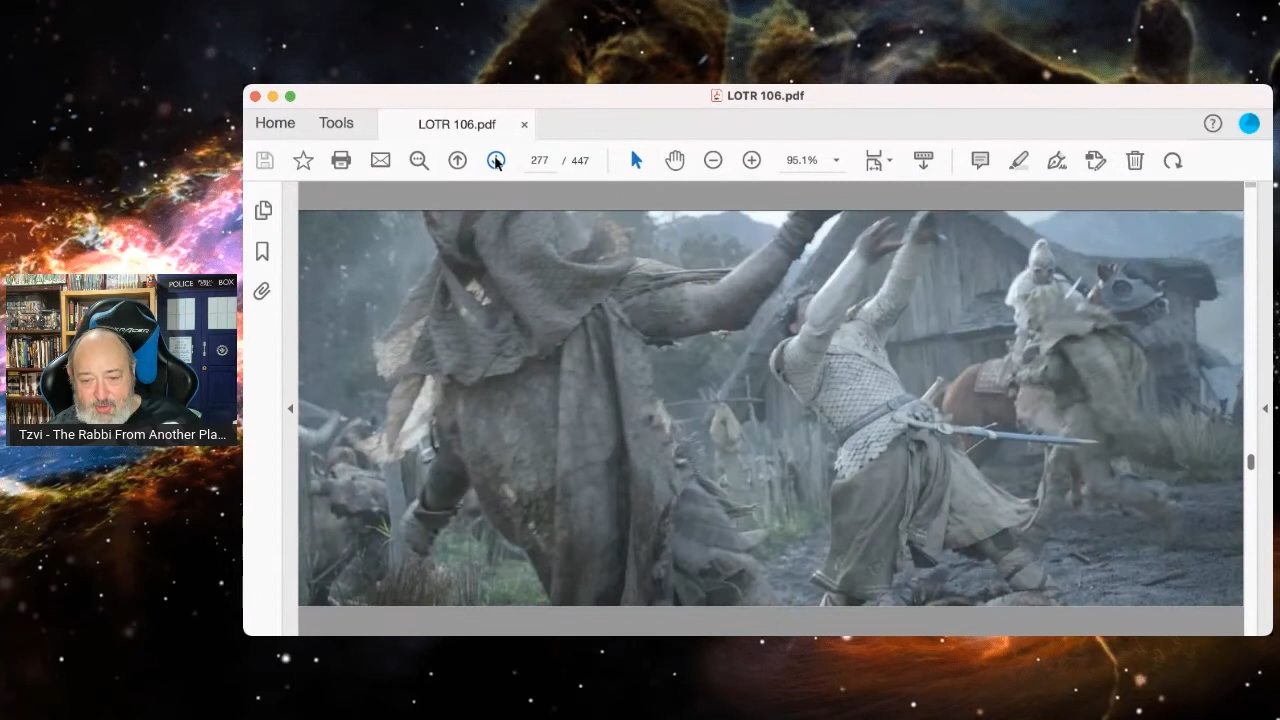 LOTR 106.pdf
Home
Tools
LOTR 106.pdf
277 / 447
95.1%
POLICE
BOX
Tzvi - The Rabbi From Another Pla...